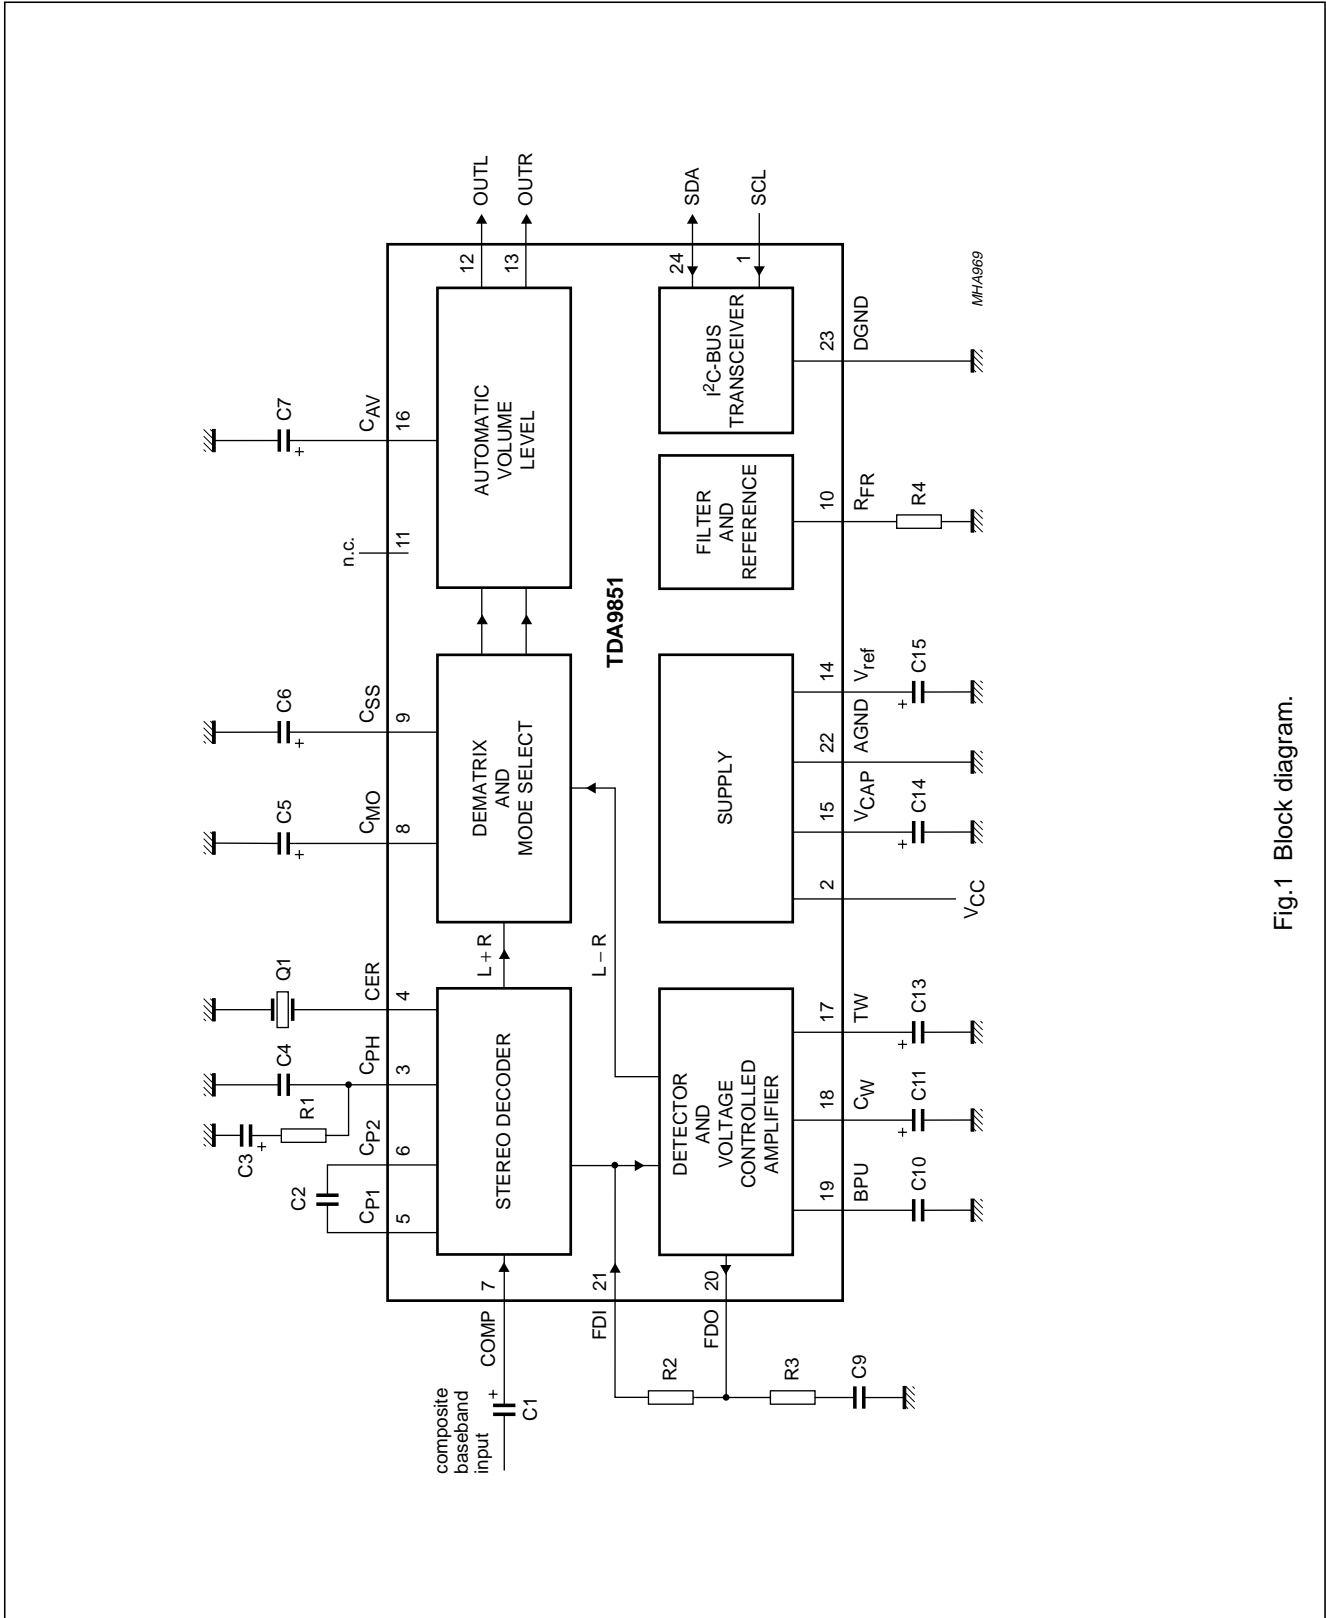 C3
+
R1
C4
Q1
C5
+
C6
+
C7
+
C2
CP1
CP2
CPH
CER
CMO
CSS
n.c.
CAV
5
6
3
4
8
9
11
16
composite
baseband
input
C1
+
COMP
7
STEREO DECODER
L + R
DEMATRIX
AND
MODE SELECT
AUTOMATIC
VOLUME
LEVEL
12
OUTL
13
OUTR
FDI
21
L − R
TDA9851
R2
FDO
20
R3
C9
DETECTOR
AND
VOLTAGE
CONTROLLED
AMPLIFIER
SUPPLY
FILTER
AND
REFERENCE
I2C-BUS
TRANSCEIVER
24
SDA
1
SCL
19
18
17
2
15
22
14
10
23
BPU
CW
TW
VCAP
AGND
Vref
RFR
DGND
C10
+
C11
+
C13
VCC
+
C14
+
C15
R4
MHA969
Fig.1 Block diagram.